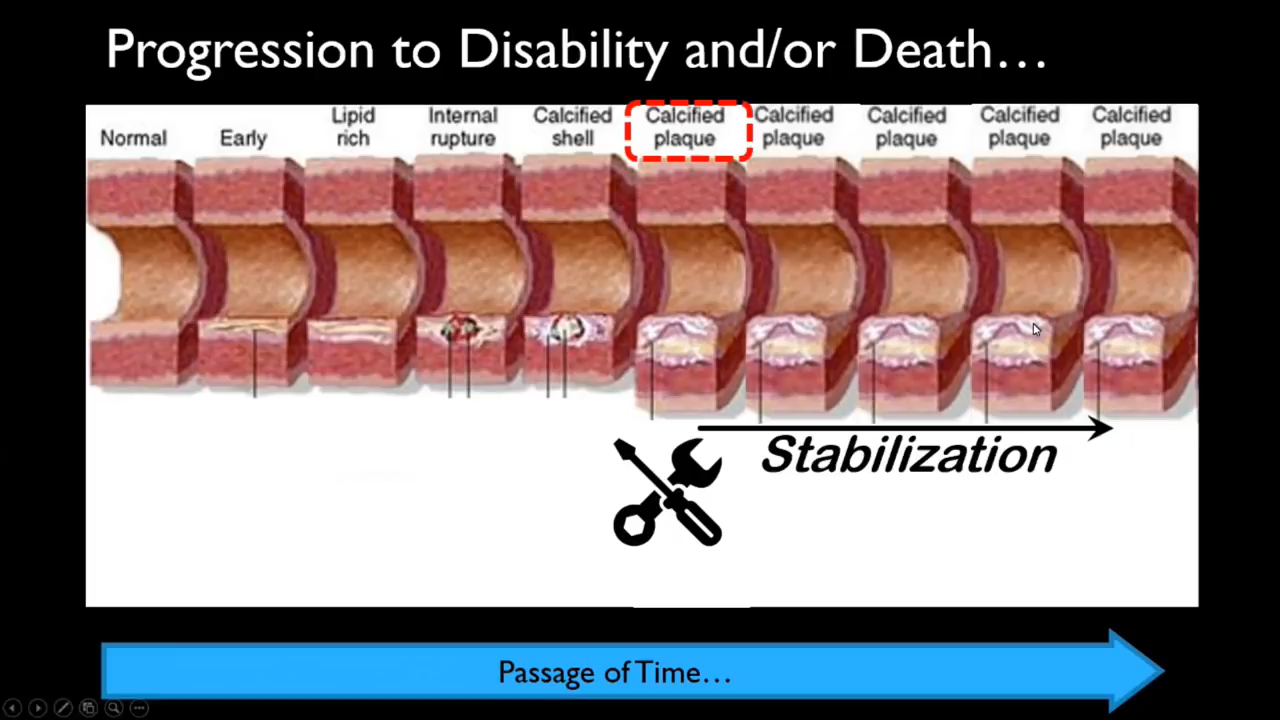 Progression to Disability and/or Death...
Normal
Early
Lipid
rich
Internal
rupture
Calcified
shell
Calcified
plaque
Calcified
plaque
Calcified
plaque
Calcified
plaque
Calcified
plaque
Stabilization
Passage of Time...